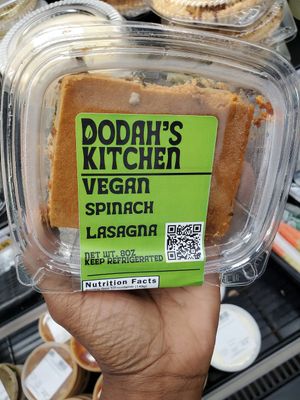 DODAH'S
KITCHEN
VEGAN
SPINACH
LASAGNA
NET WT. 8OZ
KEEP REFRIGERATED
Nutrition Facts